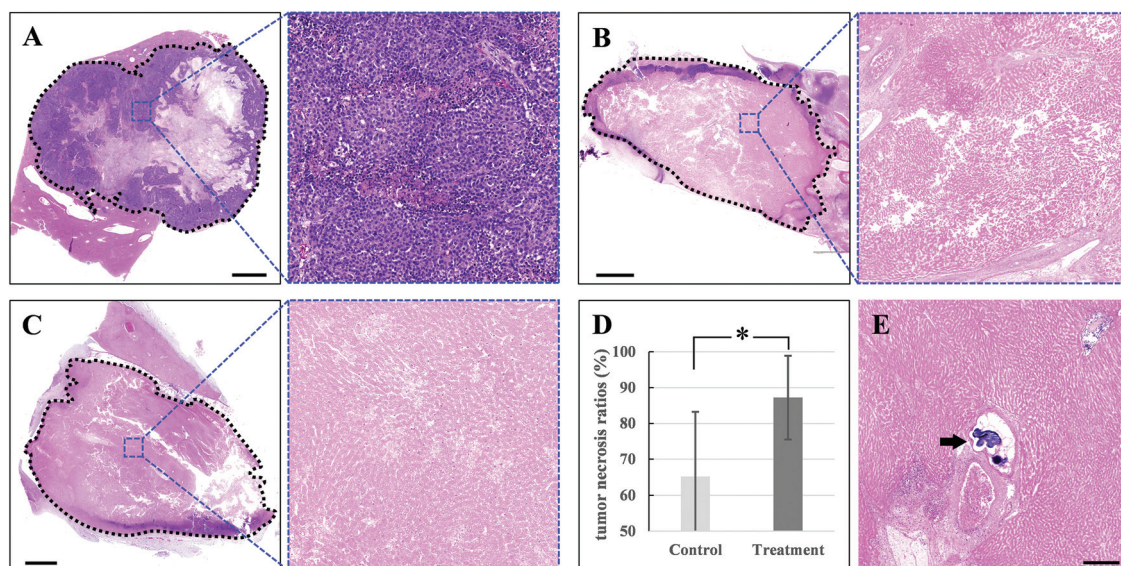 A
B
C
D
*
tumor necrosis ratios (%)
100
90
80
70
60
50
Control
Treatment
E